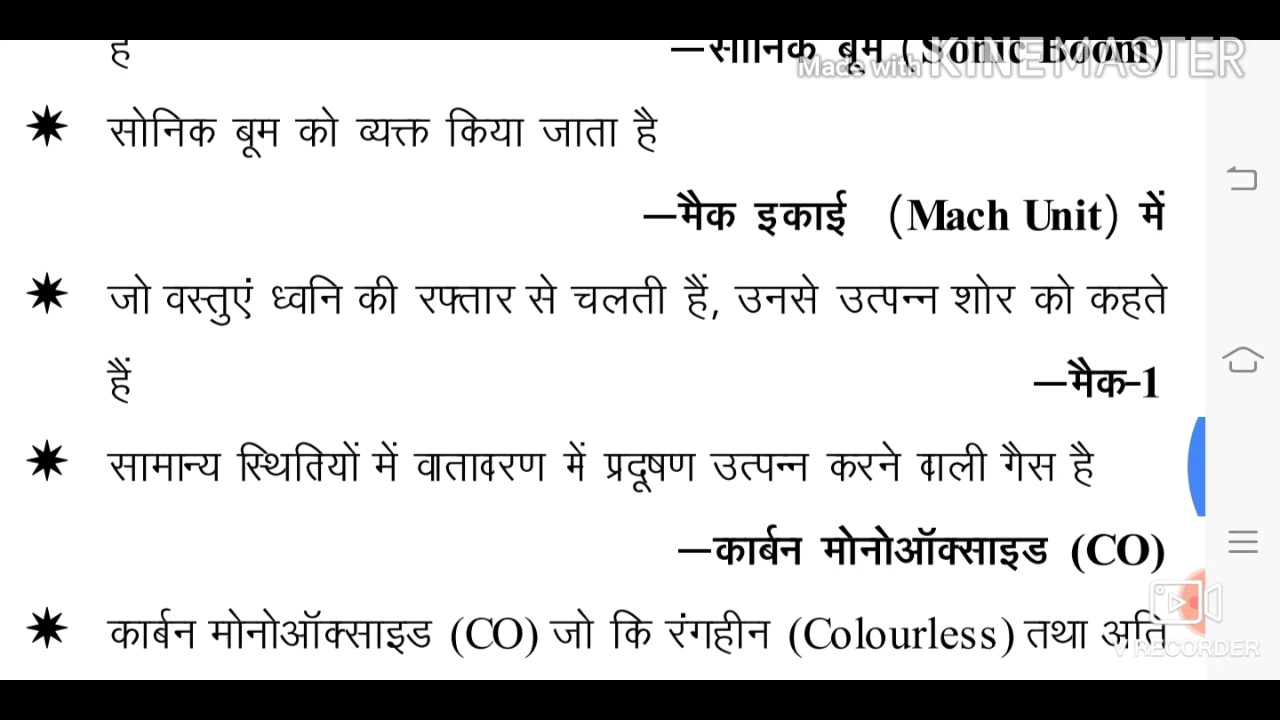 है —सोनिक बूम (Sonic Boom)
Made with KINEMASTER
✷ सोनिक बूम को व्यक्त किया जाता है
—मैक इकाई (Mach Unit) में
✷ जो वस्तुएं ध्वनि की रफ्तार से चलती हैं, उनसे उत्पन्न शोर को कहते
हैं —मैक-1
✷ सामान्य स्थितियों में वातावरण में प्रदूषण उत्पन्न करने वाली गैस है
—कार्बन मोनोऑक्साइड (CO)
✷ कार्बन मोनोऑक्साइड (CO) जो कि रंगहीन (Colourless) तथा अति
V RECORDER